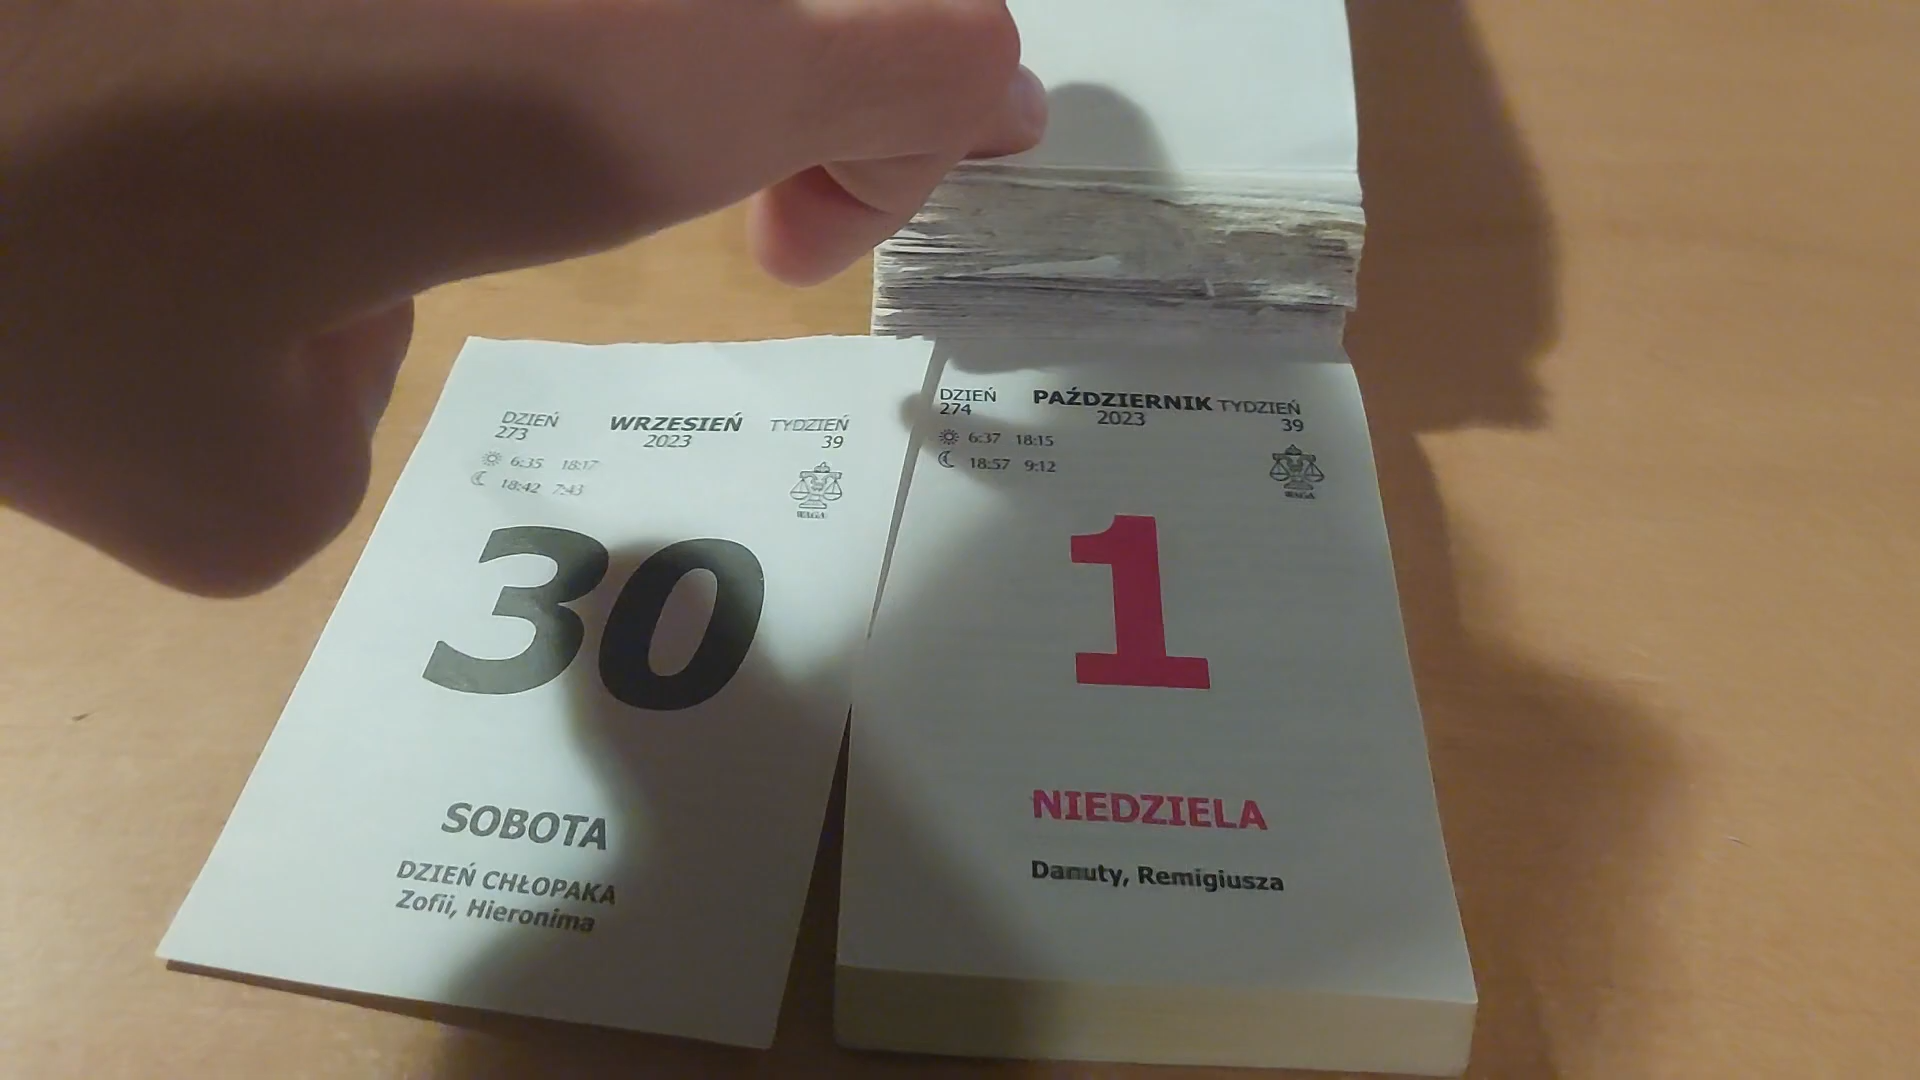 DZIEŃ WRZESIEŃ TYDZIEŃ
273 2023 39
6:35 18:17
18:42 7:43
WAGA
30
SOBOTA
DZIEŃ CHŁOPAKA
Zofii, Hieronima
DZIEŃ PAŹDZIERNIK TYDZIEŃ
274 2023 39
6:37 18:15
18:57 9:12
WAGA
1
NIEDZIELA
Danuty, Remigiusza